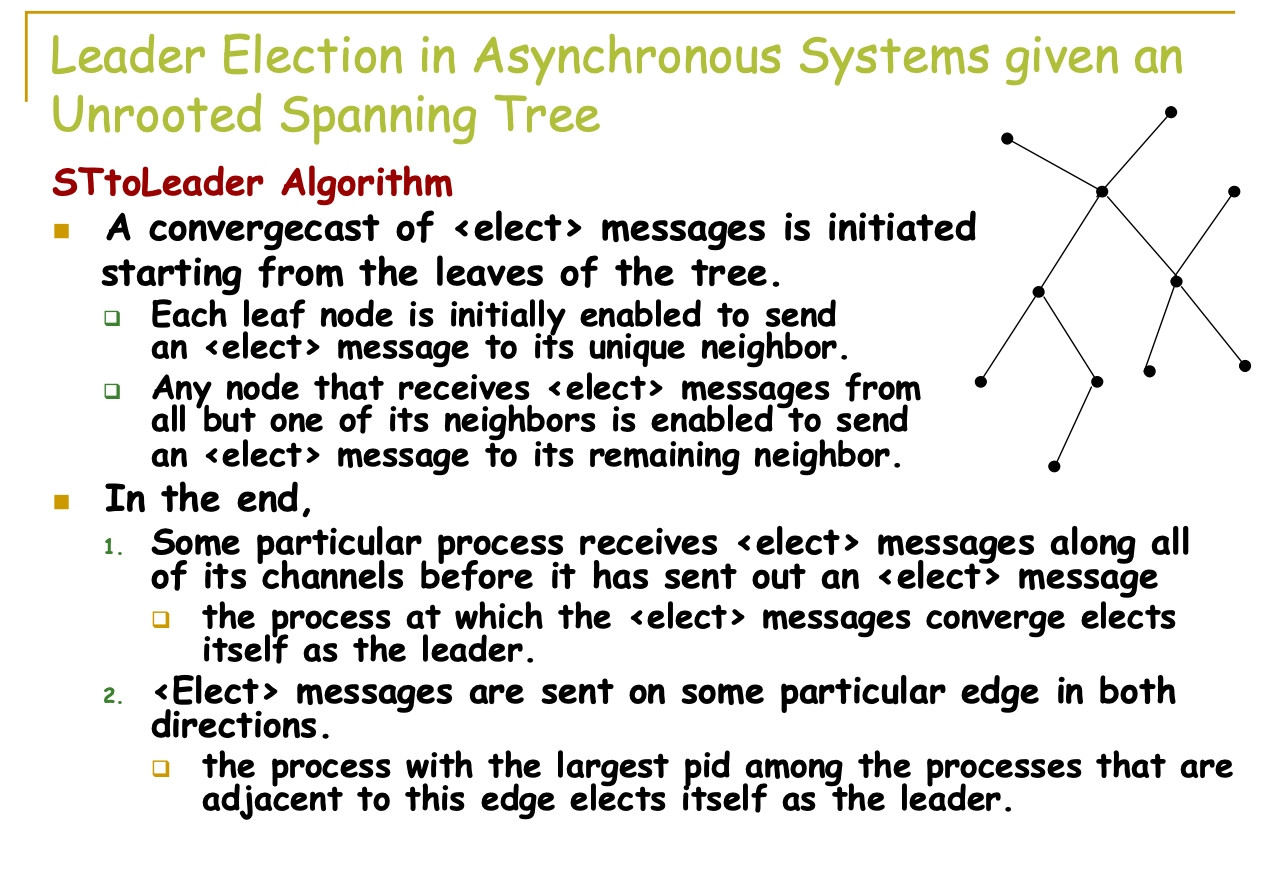 Leader Election in Asynchronous Systems given an
Unrooted Spanning Tree
STtoLeader Algorithm
A convergecast of <elect> messages is initiated
starting from the leaves of the tree.
Each leaf node is initially enabled to send
an <elect> message to its unique neighbor.
Any node that receives <elect> messages from
all but one of its neighbors is enabled to send
an <elect> message to its remaining neighbor.
In the end,
1. Some particular process receives <elect> messages along all
of its channels before it has sent out an <elect> message
the process at which the <elect> messages converge elects
itself as the leader.
2. <Elect> messages are sent on some particular edge in both
directions.
the process with the largest pid among the processes that are
adjacent to this edge elects itself as the leader.